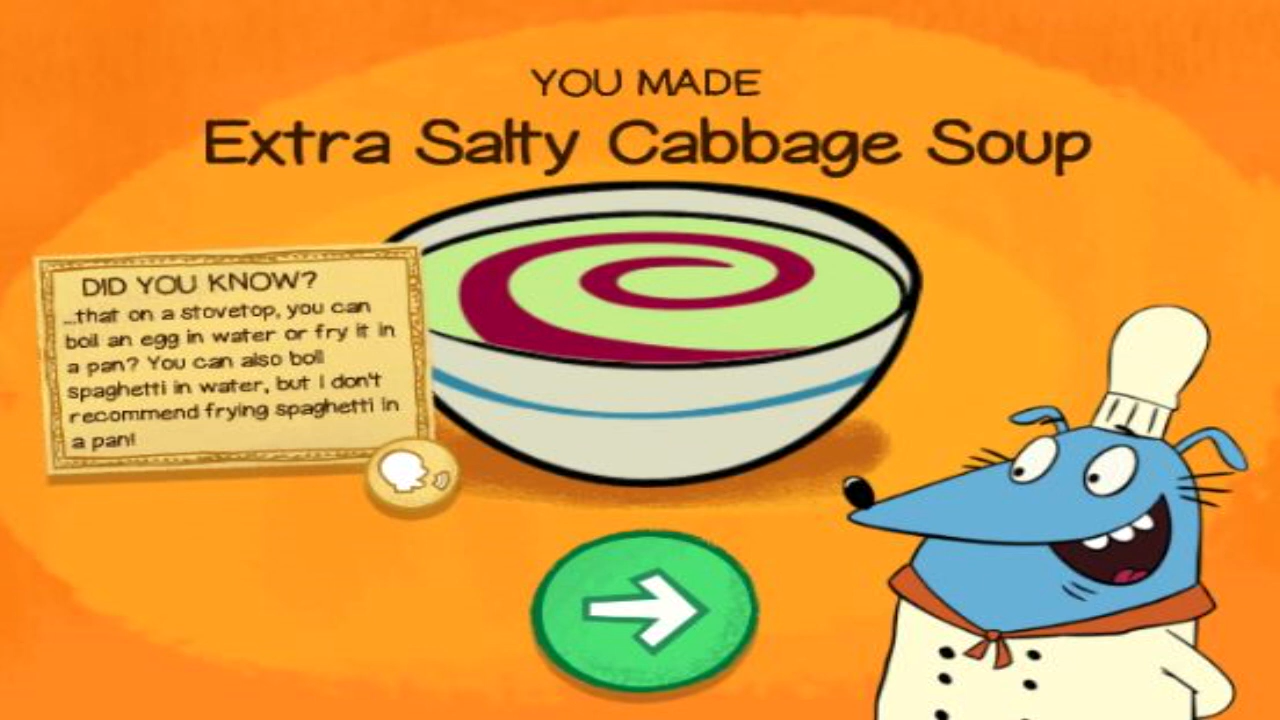 YOU MADE
Extra Salty Cabbage Soup
DID YOU KNOW?
...that on a stovetop, you can
boil an egg in water or fry it in
a pan? You can also boil
spaghetti in water, but I don't
recommend frying spaghetti in
a pan!